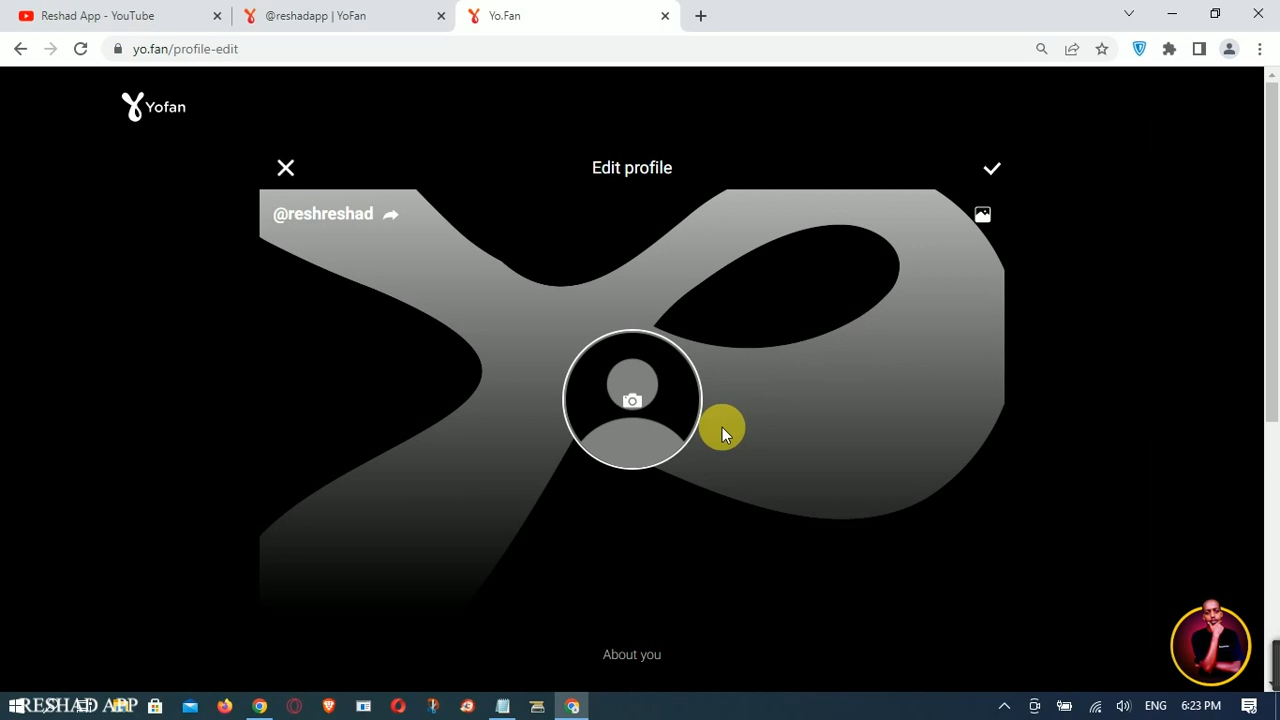 Reshad App - YouTube
@reshadapp | YoFan
Yo.Fan
yo.fan/profile-edit
Yofan
Edit profile
@reshreshad
About you
RESHAD APP
ENG
6:23 PM